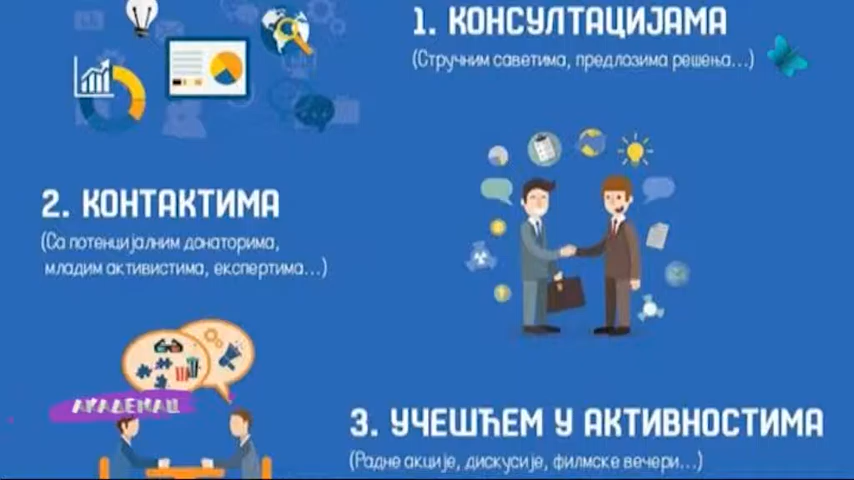 1. КОНСУЛТАЦИЈАМА
(Стручним саветима, предлозима решења...)
2. КОНТАКТИМА
(Са потенцијалним донаторима,
младим активистима, експертима...)
АКАДЕМАЦ
3. УЧЕШЋЕМ У АКТИВНОСТИМА
(Радне акције, дискусије, филмске вечери...)